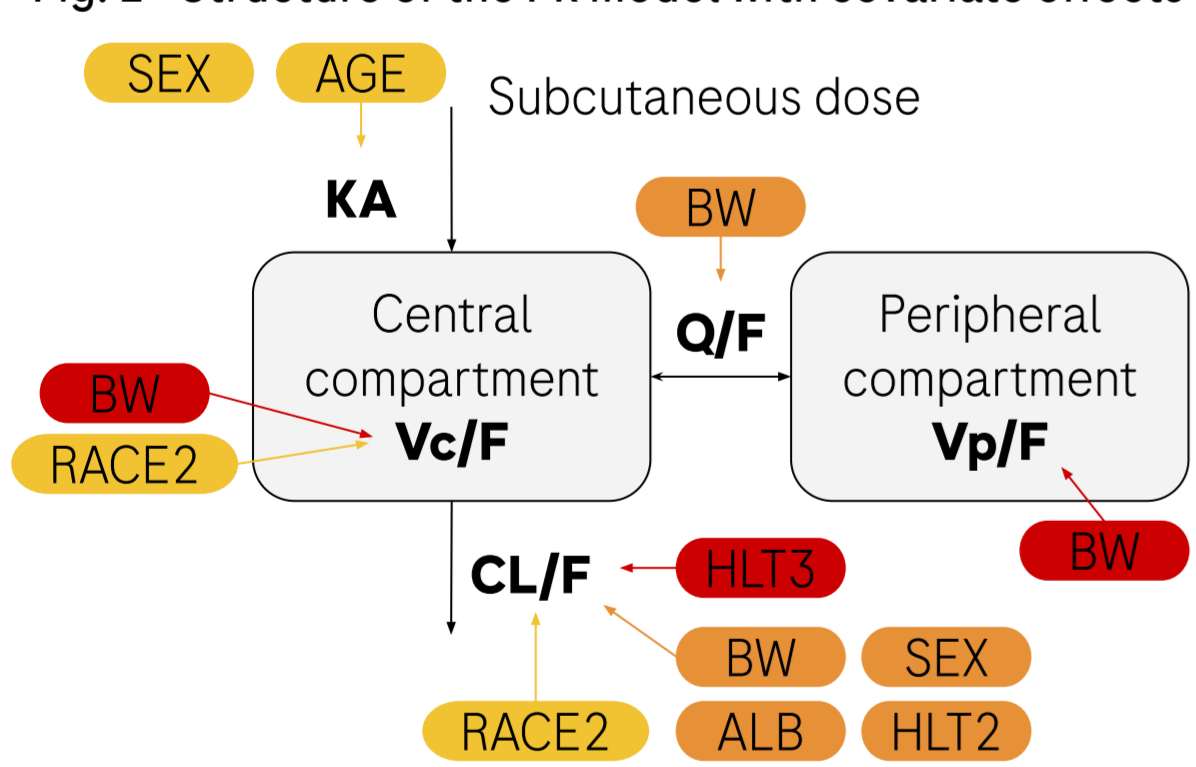 SEX
AGE
Subcutaneous dose
KA
BW
Central
compartment
Vc/F
Q/F
Peripheral
compartment
Vp/F
BW
RACE2
BW
CL/F
HLT3
BW
SEX
RACE2
ALB
HLT2